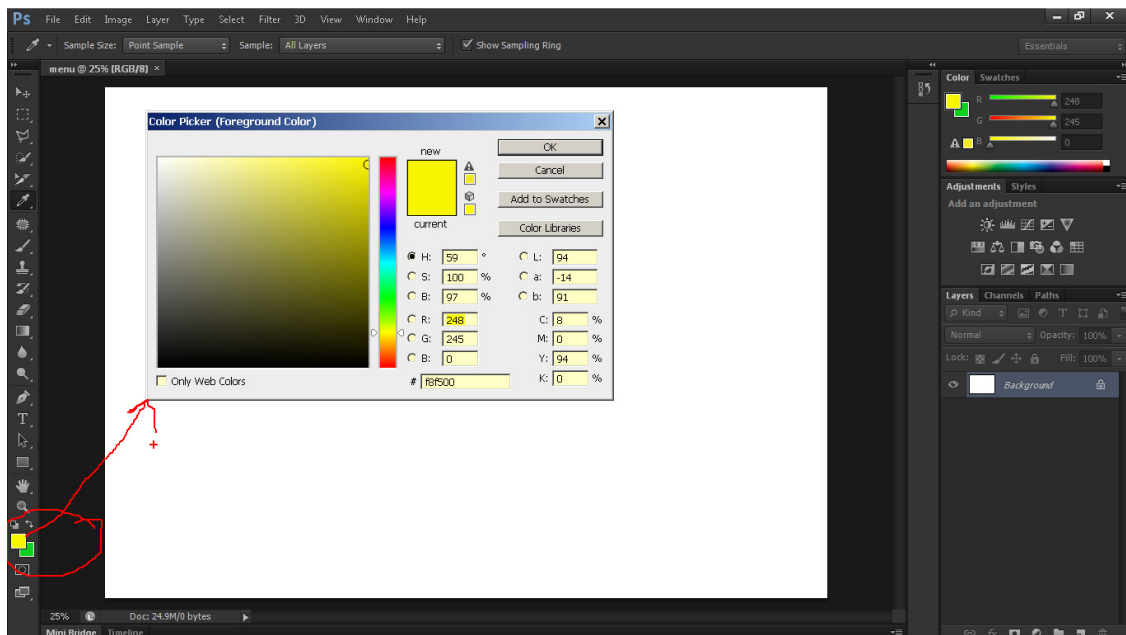 Ps File Edit Image Layer Type Select Filter 3D View Window Help
Sample Size: Point Sample Sample: All Layers Show Sampling Ring Essentials
menu @ 25% (RGB/8) ×
Color Picker (Foreground Color)
new
current
OK
Cancel
Add to Swatches
Color Libraries
H: 59 ° L: 94
S: 100 % a: -14
B: 97 % b: 91
R: 248 C: 8 %
G: 245 M: 0 %
B: 0 Y: 94 %
# f8f500 K: 0 %
Only Web Colors
Color Swatches
R 248
G 245
B 0
Adjustments Styles
Add an adjustment
Layers Channels Paths
Kind
Normal Opacity: 100%
Lock: Fill: 100%
Background
25% Doc: 24.9M/0 bytes
Mini Bridge Timeline